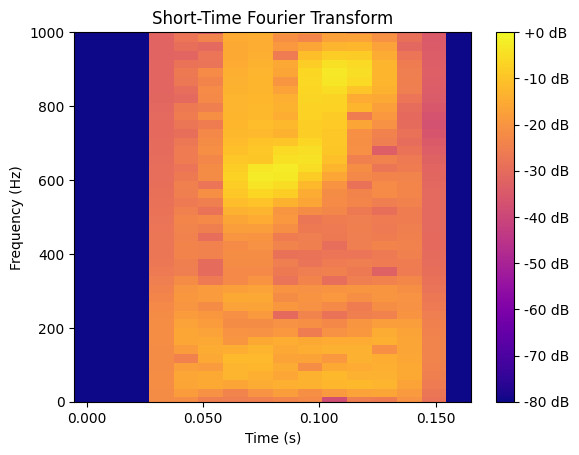 Short-Time Fourier Transform
1000
800
600
400
200
0
Frequency (Hz)
0.000
0.050
0.100
0.150
Time (s)
+0 dB
-10 dB
-20 dB
-30 dB
-40 dB
-50 dB
-60 dB
-70 dB
-80 dB